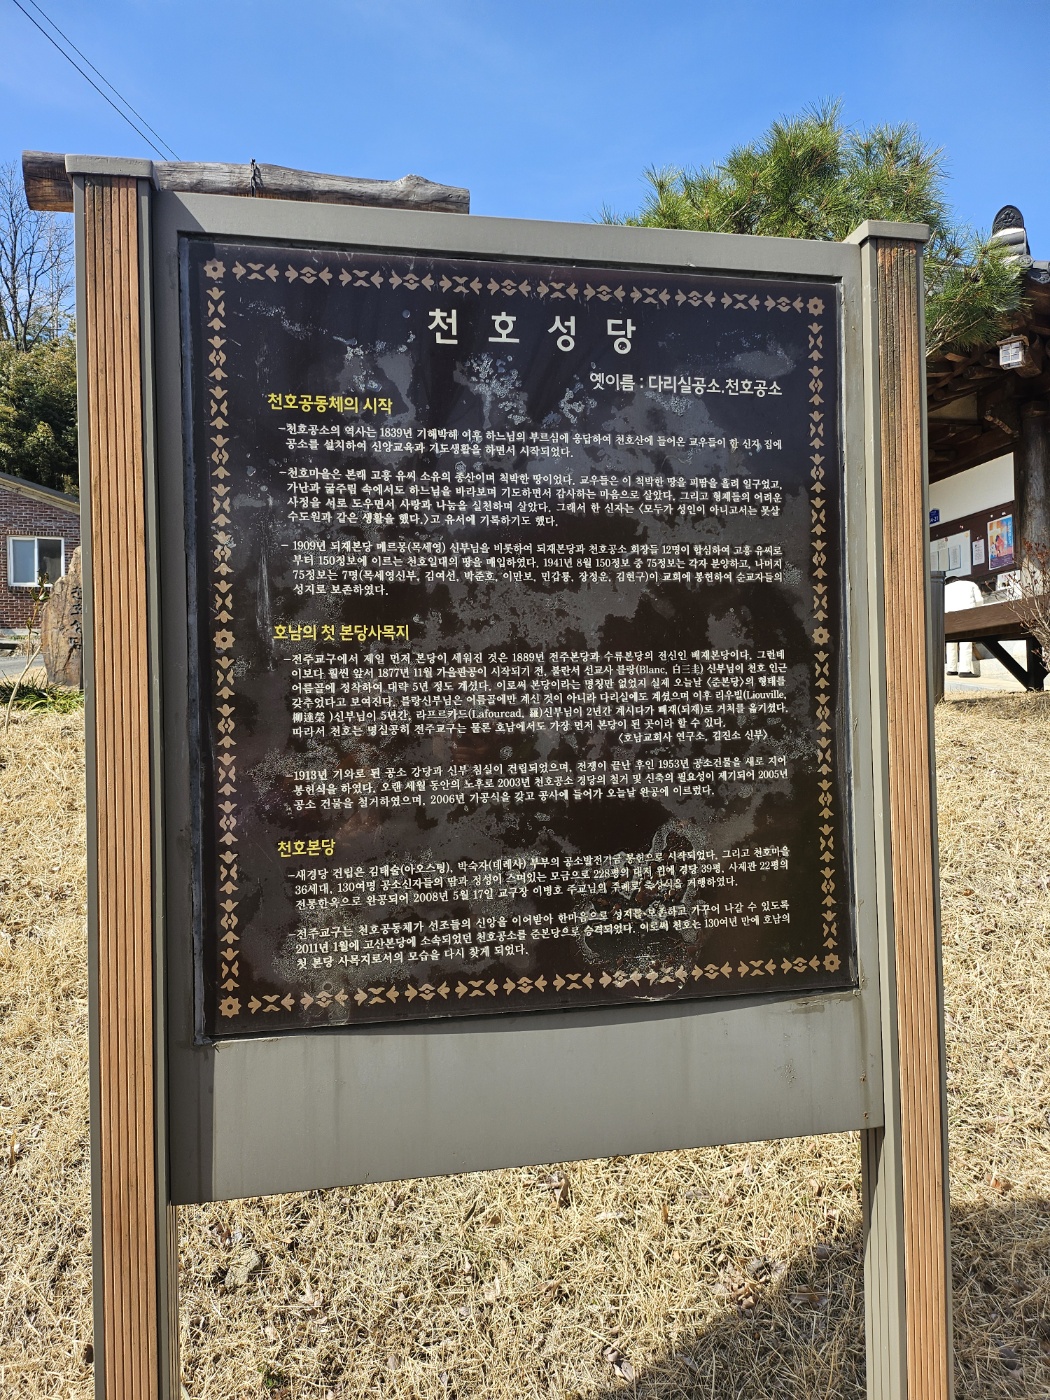 천호성당
옛이름 : 다리실공소.천호공소
천호공동체의 시작
-천호공소의 역사는 1839년 기해박해 이후 하느님의 부르심에 응답하여 천호산에 들어온 교우들이 한 신자 집에
공소를 설치하여 신앙교육과 기도생활을 하면서 시작되었다.
-천호마을은 본래 고흥 유씨 소유의 종산이며 척박한 땅이었다. 교우들은 이 척박한 땅을 피땀을 흘려 일구었고,
가난과 굶주림 속에서도 하느님을 바라보며 기도하면서 감사하는 마음으로 살았다. 그리고 형제들의 어려운
사정을 서로 도우면서 사랑과 나눔을 실천하며 살았다. 그래서 한 신자는 <모두가 성인이 아니고서는 못살
수도원과 같은 생활을 했다.>고 유서에 기록하기도 했다.
- 1909년 되재본당 베르몽(목세영) 신부님을 비롯하여 되재본당과 천호공소 회장들 12명이 합심하여 고흥 유씨로
부터 150정보에 이르는 천호일대의 땅을 매입하였다. 1941년 8월 150정보 중 75정보는 각자 분양하고, 나머지
75정보는 7명(목세영신부, 김여선, 박준호, 이만보, 민감룡, 장정운, 김현구)이 교회에 봉헌하여 순교자들의
성지로 보존하였다.
호남의 첫 본당사목지
-전주교구에서 제일 먼저 본당이 세워진 것은 1889년 전주본당과 수류본당의 전신인 배재본당이다. 그런데
이보다 훨씬 앞서 1877년 11월 가을판공이 시작되기 전, 불란서 선교사 블랑(Blanc, 白三圭) 신부님이 천호 인근
어름골에 정착하여 대략 5년 정도 계셨다. 이로써 본당이라는 명칭만 없었지 실제 오늘날 <준본당>의 형태를
갖추었다고 보여진다. 블랑신부님은 어름골에만 계신 것이 아니라 다리실에도 계셨으며 이후 리우빌(Liouville,
柳達榮 )신부님이 5년간, 라프르카드(Lafourcad, 羅)신부님이 2년간 계시다가 배재(되재)로 거처를 옮기셨다.
따라서 천호는 명실공히 전주교구는 물론 호남에서도 가장 먼저 본당이 된 곳이라 할 수 있다.
<호남교회사 연구소, 김진소 신부>
-1913년 기와로 된 공소 강당과 신부 침실이 건립되었으며, 전쟁이 끝난 후인 1953년 공소건물을 새로 지어
봉헌식을 하였다. 오랜 세월 동안의 노후로 2003년 천호공소 경당의 철거 및 신축의 필요성이 제기되어 2005년
공소 건물을 철거하였으며, 2006년 기공식을 갖고 공사에 들어가 오늘날 완공에 이르렀다.
천호본당
-새경당 건립은 김태술(아오스팅), 박숙자(데레사) 부부의 공소발전기금 봉헌으로 시작되었다. 그리고 천호마을
36세대, 130여명 공소신자들의 땀과 정성이 스며있는 모금으로 228평의 대지 위에 경당 39평, 사제관 22평의
전통한옥으로 완공되어 2008년 5월 17일 교구장 이병호 주교님의 주례로 축성식을 거행하였다.
전주교구는 천호공동체가 선조들의 신앙을 이어받아 한마음으로 성지를 보존하고 가꾸어 나갈 수 있도록
2011년 1월에 고산본당에 소속되었던 천호공소를 준본당으로 승격되었다. 이로써 천호는 130여년 만에 호남의
첫 본당 사목지로서의 모습을 다시 찾게 되었다.